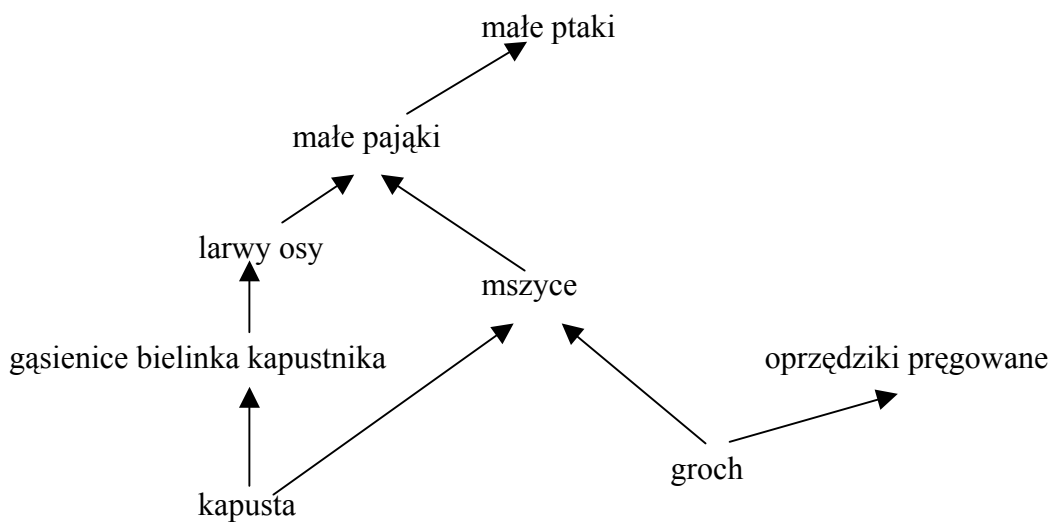 małe ptaki
małe pająki
larwy osy
mszyce
gąsienice bielinka kapustnika
oprzędziki pręgowane
groch
kapusta